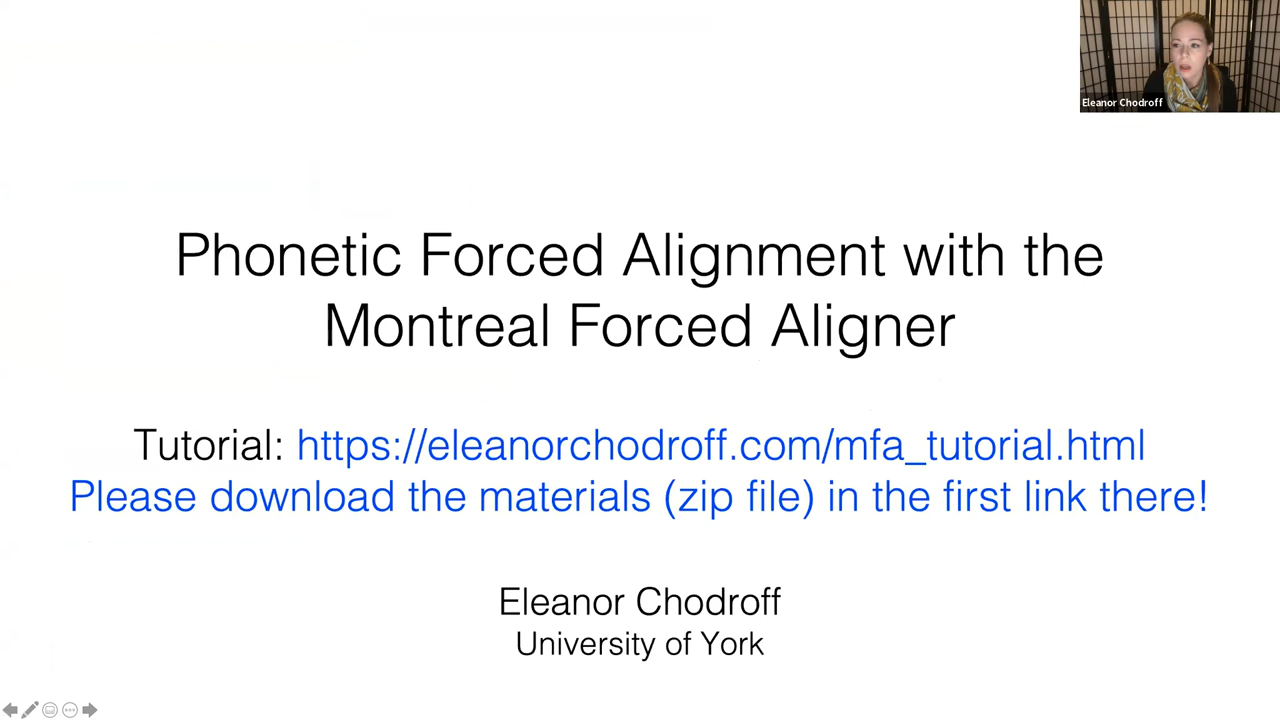 Eleanor Chodroff
Phonetic Forced Alignment with the
Montreal Forced Aligner
Tutorial: https://eleanorchodroff.com/mfa_tutorial.html
Please download the materials (zip file) in the first link there!
Eleanor Chodroff
University of York